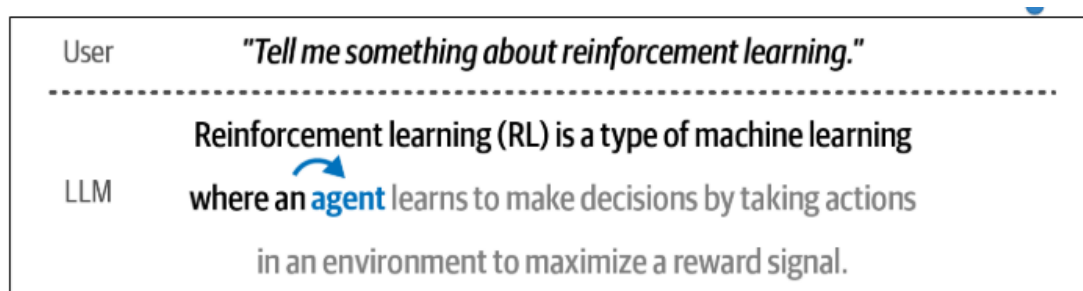 User
"Tell me something about reinforcement learning."
Reinforcement learning (RL) is a type of machine learning
LLM
where an agent learns to make decisions by taking actions
in an environment to maximize a reward signal.